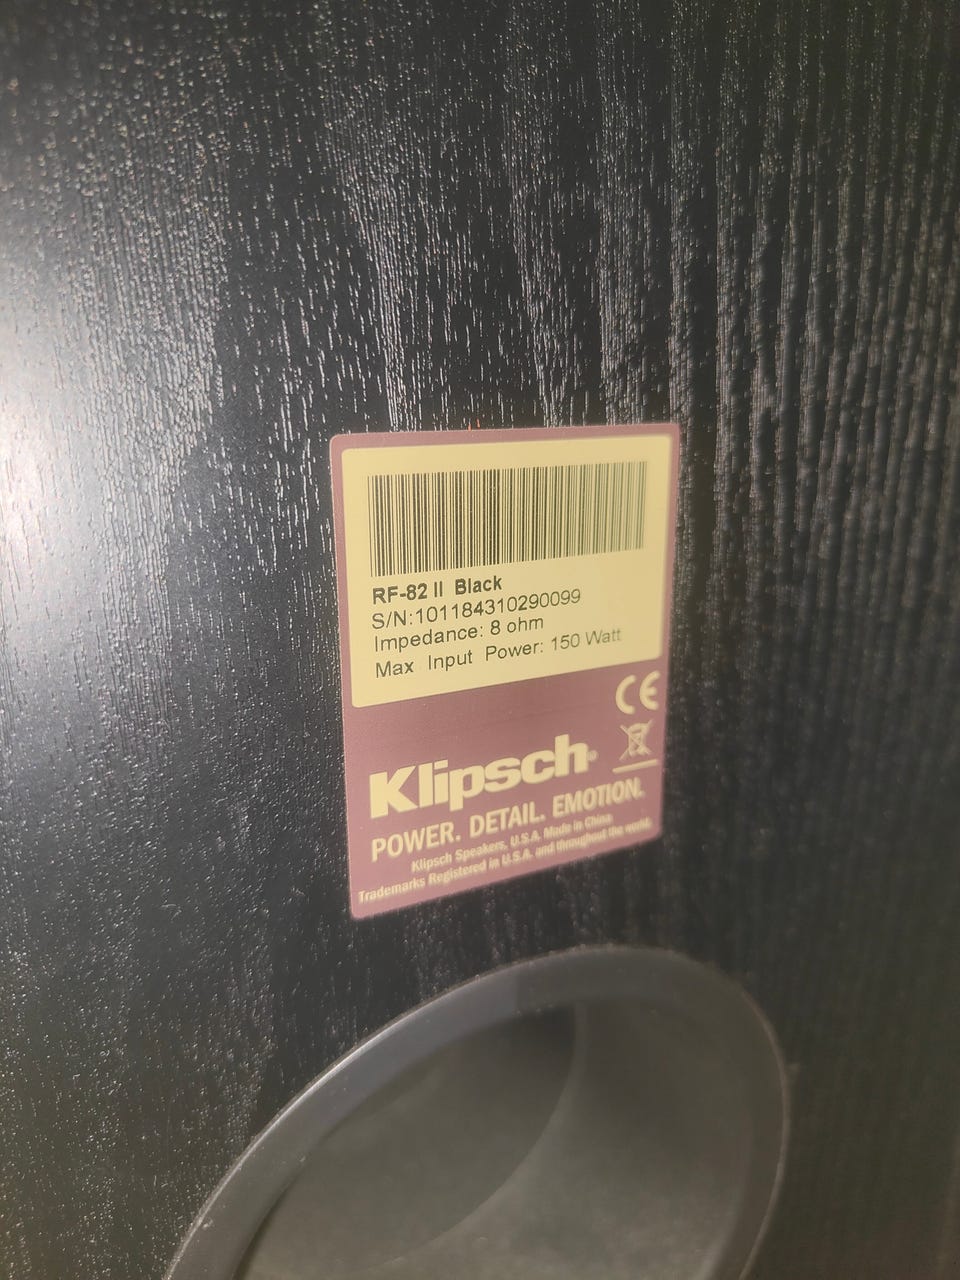 RF-82 II Black
S/N:101184310290099
Impedance: 8 ohm
Max Input Power: 150 Watt
CE
Klipsch®
POWER. DETAIL. EMOTION.
Klipsch Speakers, U.S.A. Made in China
Trademarks Registered in U.S.A. and throughout the world.